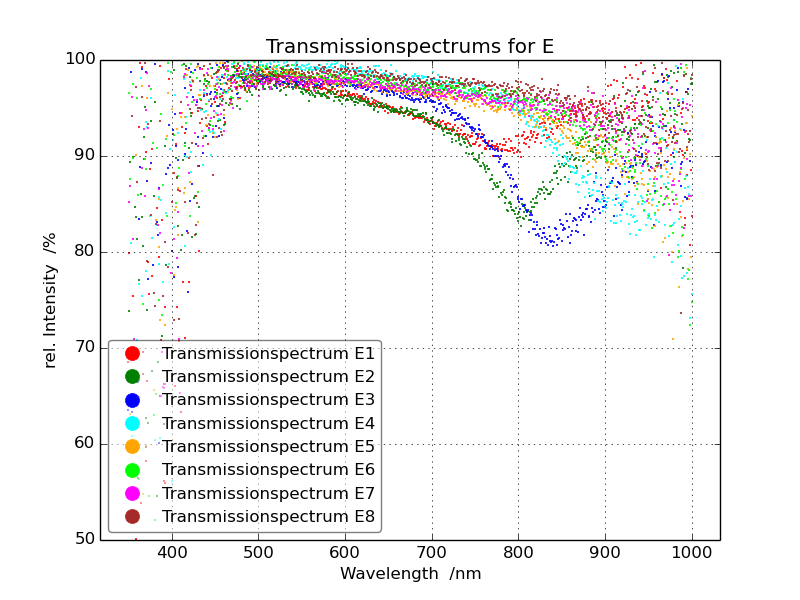 Transmissionspectrums for E
100
90
80
70
60
50
rel. Intensity /%
Transmissionspectrum E1
Transmissionspectrum E2
Transmissionspectrum E3
Transmissionspectrum E4
Transmissionspectrum E5
Transmissionspectrum E6
Transmissionspectrum E7
Transmissionspectrum E8
400 500 600 700 800 900 1000
Wavelength /nm